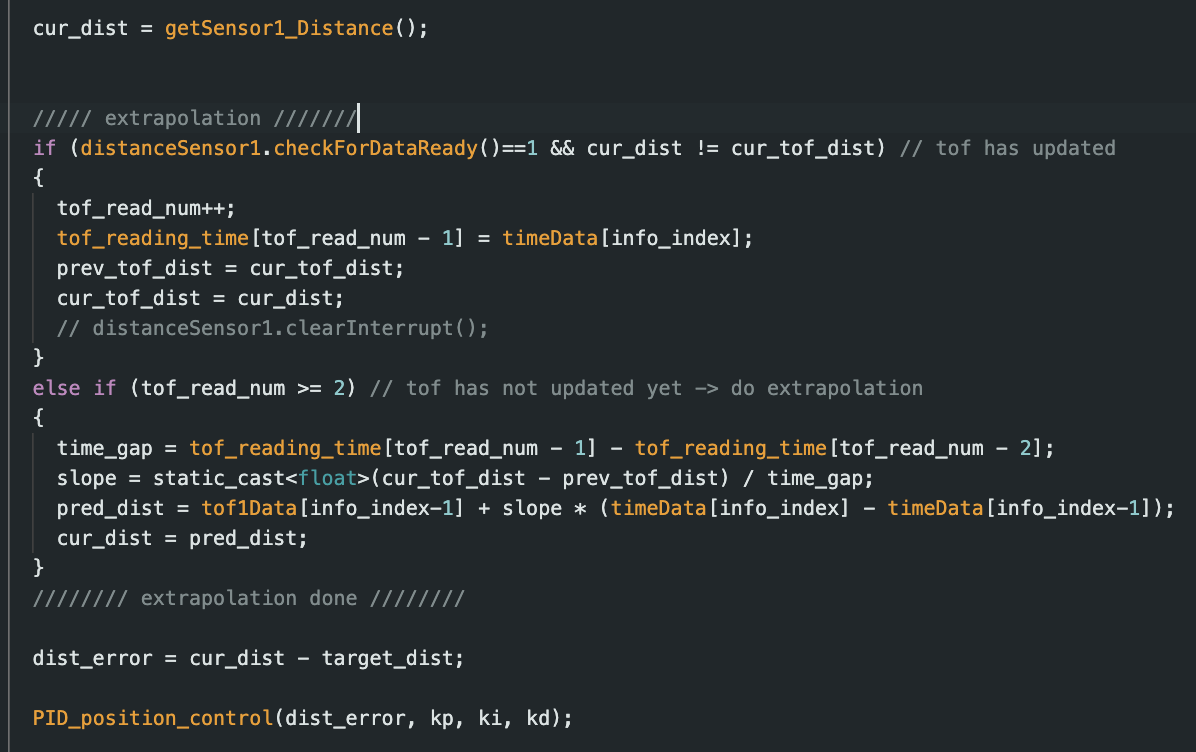 cur_dist = getSensor1_Distance();
///// extrapolation ///////
if (distanceSensor1.checkForDataReady()==1 && cur_dist != cur_tof_dist) // tof has updated
{
  tof_read_num++;
  tof_reading_time[tof_read_num - 1] = timeData[info_index];
  prev_tof_dist = cur_tof_dist;
  cur_tof_dist = cur_dist;
  // distanceSensor1.clearInterrupt();
}
else if (tof_read_num >= 2) // tof has not updated yet -> do extrapolation
{
  time_gap = tof_reading_time[tof_read_num - 1] - tof_reading_time[tof_read_num - 2];
  slope = static_cast<float>(cur_tof_dist - prev_tof_dist) / time_gap;
  pred_dist = tof1Data[info_index-1] + slope * (timeData[info_index] - timeData[info_index-1]);
  cur_dist = pred_dist;
}
//////// extrapolation done ////////
dist_error = cur_dist - target_dist;
PID_position_control(dist_error, kp, ki, kd);